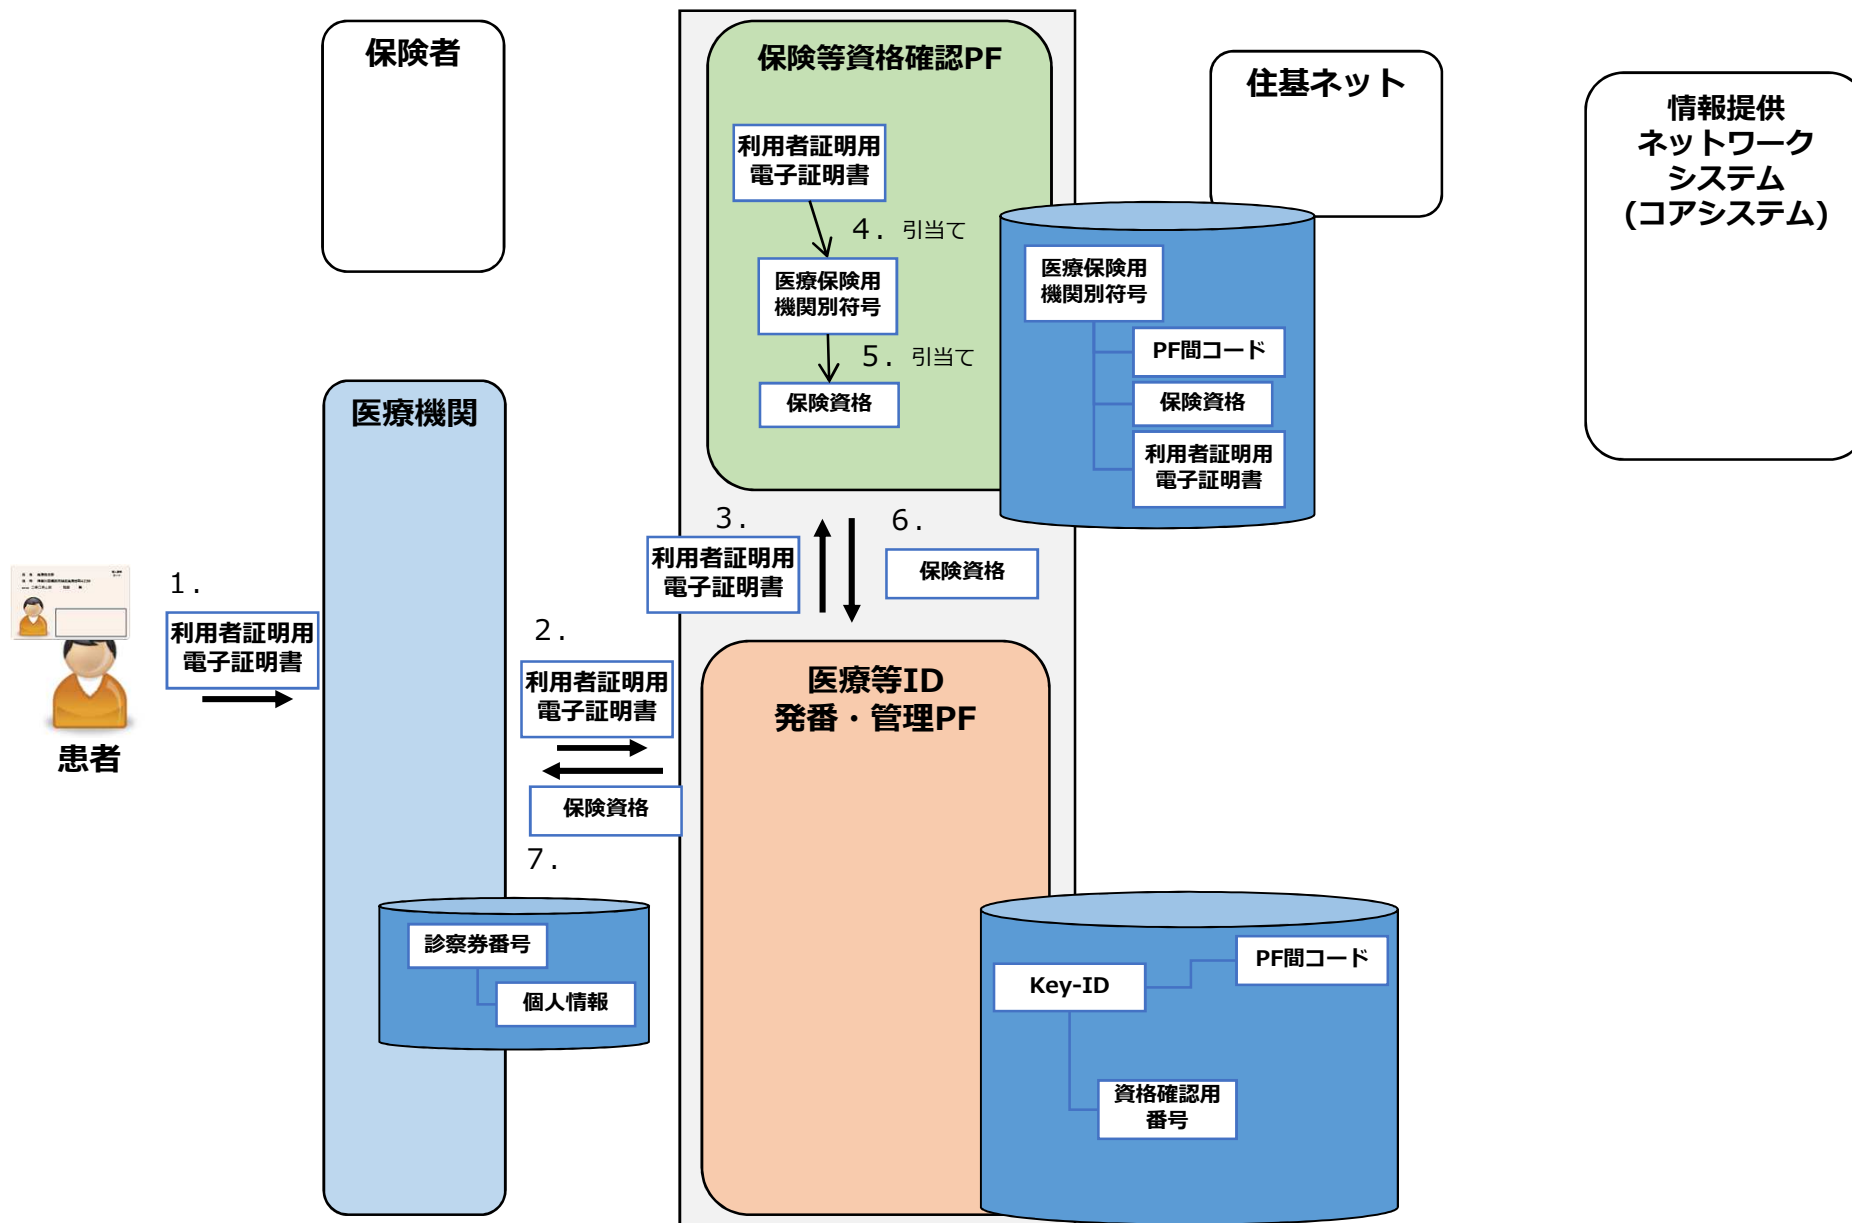 保険者
保険等資格確認PF
住基ネット
情報提供
ネットワーク
システム
(コアシステム)
利用者証明用
電子証明書
4. 引当て
医療保険用
機関別符号
5. 引当て
保険資格
医療保険用
機関別符号
PF間コード
保険資格
利用者証明用
電子証明書
医療機関
3.
利用者証明用
電子証明書
6.
保険資格
1.
利用者証明用
電子証明書
患者
2.
利用者証明用
電子証明書
保険資格
7.
医療等ID
発番・管理PF
診察券番号
個人情報
Key-ID
PF間コード
資格確認用
番号